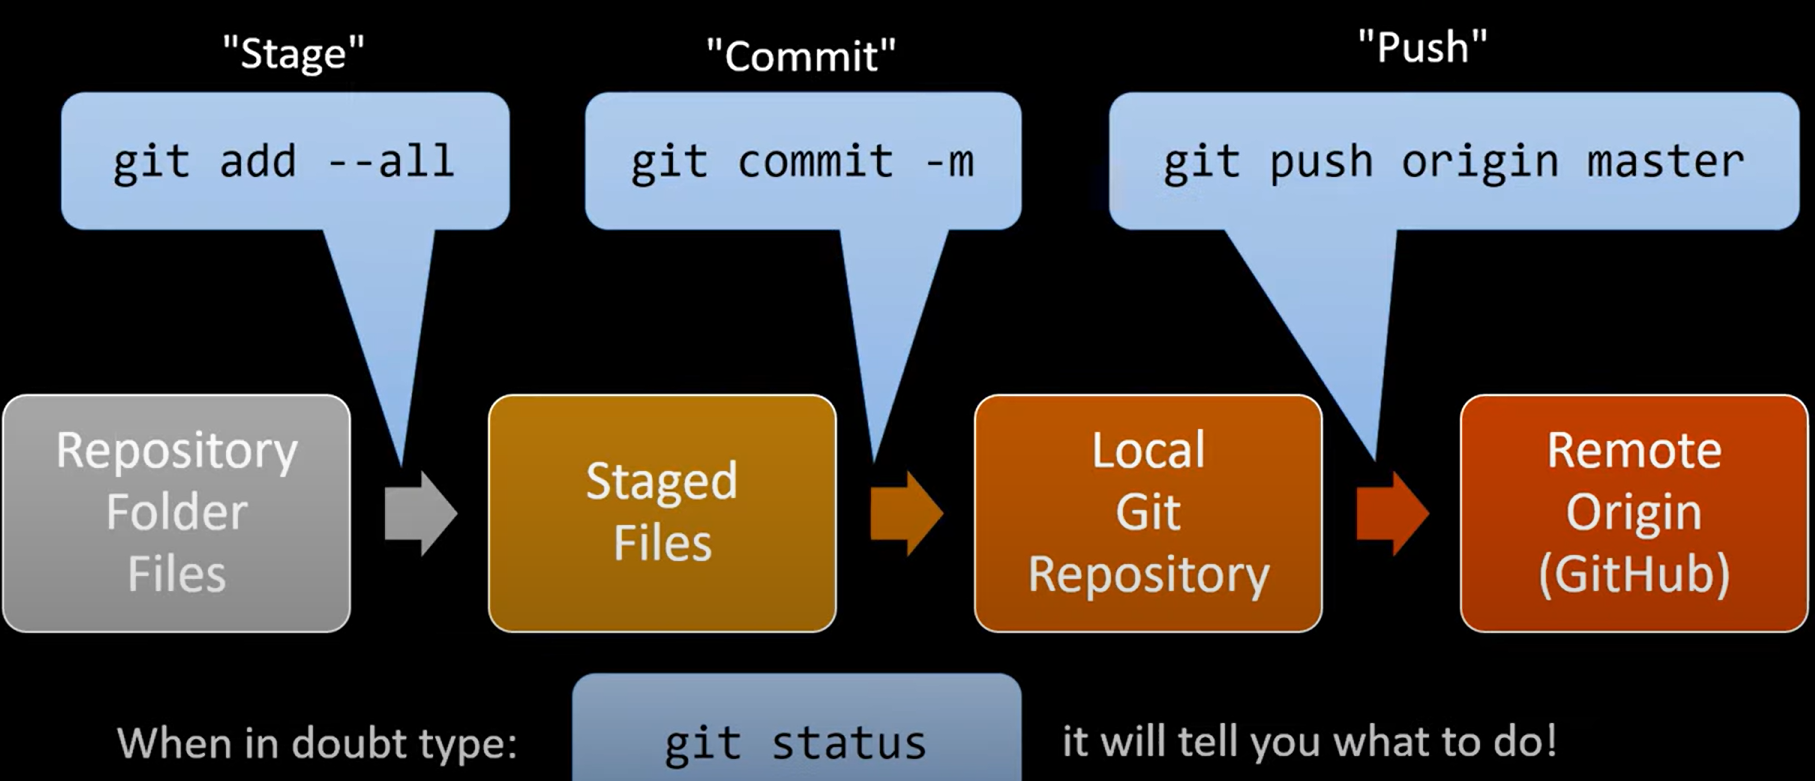 "Stage"
"Commit"
"Push"
git add --all
git commit -m
git push origin master
Repository
Folder
Files
Staged
Files
Local
Git
Repository
Remote
Origin
(GitHub)
When in doubt type:
git status
it will tell you what to do!